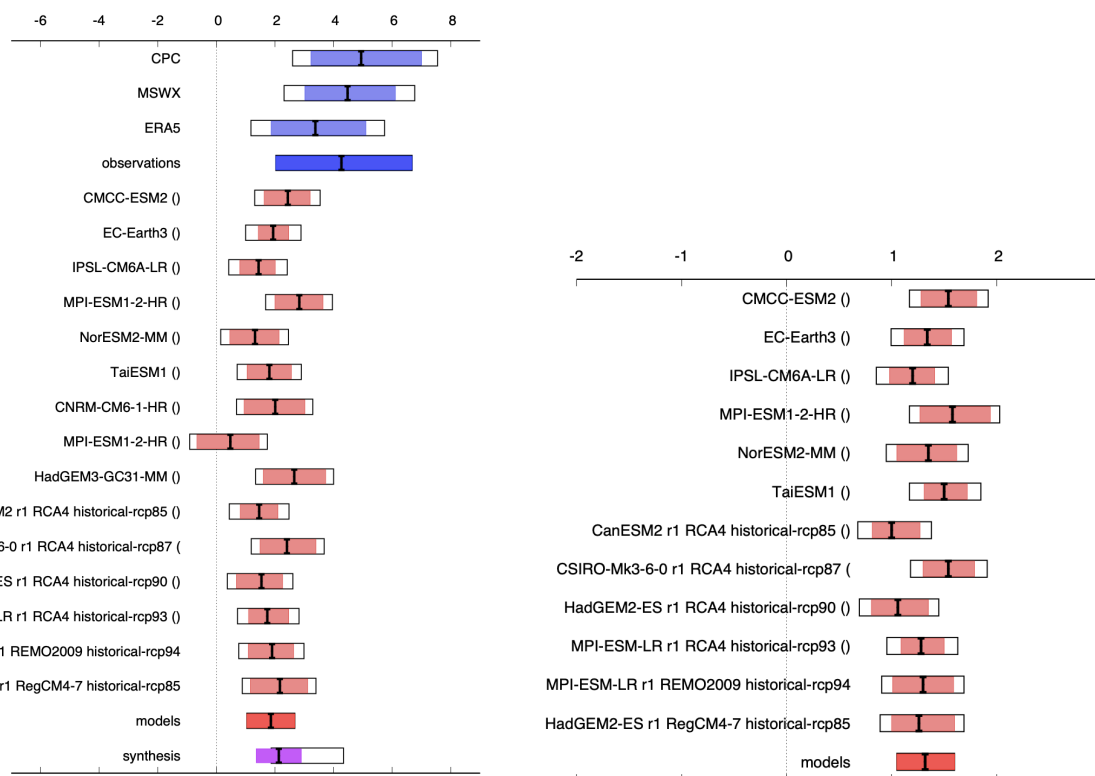 -6 -4 -2 0 2 4 6 8
CPC
MSWX
ERA5
observations
CMCC-ESM2 ()
EC-Earth3 ()
IPSL-CM6A-LR ()
MPI-ESM1-2-HR ()
NorESM2-MM ()
TaiESM1 ()
CNRM-CM6-1-HR ()
MPI-ESM1-2-HR ()
HadGEM3-GC31-MM ()
M2 r1 RCA4 historical-rcp85 ()
6-0 r1 RCA4 historical-rcp87 (
ES r1 RCA4 historical-rcp90 ()
LR r1 RCA4 historical-rcp93 ()
1 REMO2009 historical-rcp94
r1 RegCM4-7 historical-rcp85
models
synthesis
-2 -1 0 1 2
CMCC-ESM2 ()
EC-Earth3 ()
IPSL-CM6A-LR ()
MPI-ESM1-2-HR ()
NorESM2-MM ()
TaiESM1 ()
CanESM2 r1 RCA4 historical-rcp85 ()
CSIRO-Mk3-6-0 r1 RCA4 historical-rcp87 (
HadGEM2-ES r1 RCA4 historical-rcp90 ()
MPI-ESM-LR r1 RCA4 historical-rcp93 ()
MPI-ESM-LR r1 REMO2009 historical-rcp94
HadGEM2-ES r1 RegCM4-7 historical-rcp85
models